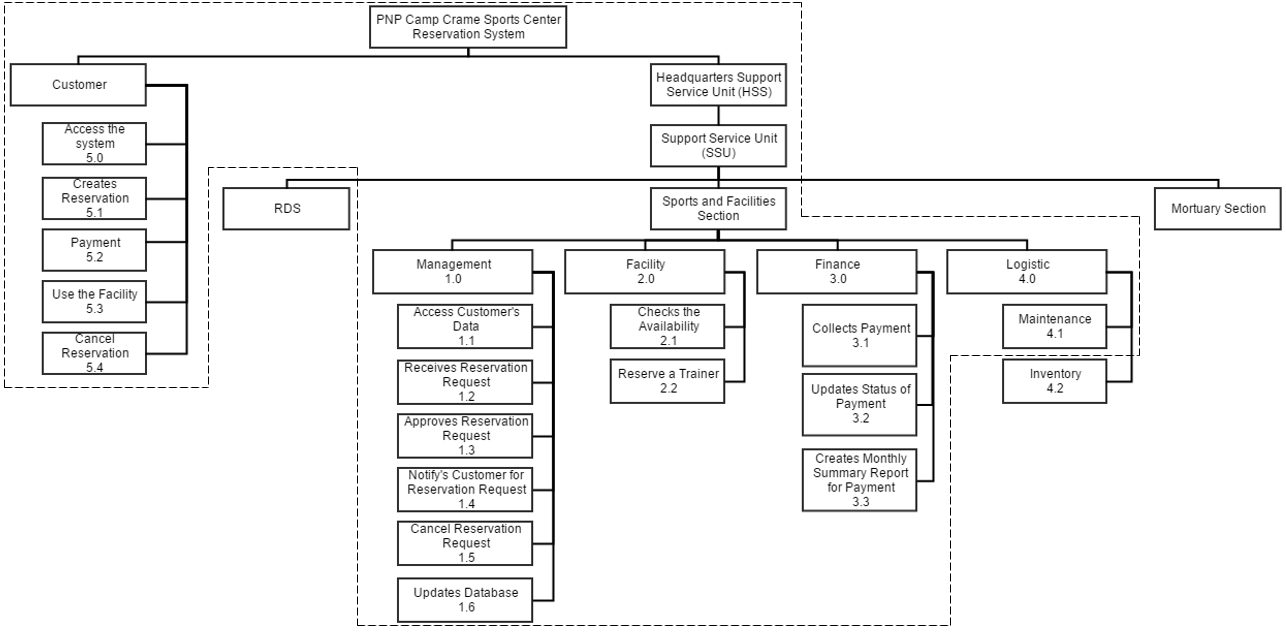 PNP Camp Crame Sports Center
Reservation System
Customer
Headquarters Support
Service Unit (HSS)
Access the
system
5.0
Support Service Unit
(SSU)
Creates
Reservation
5.1
RDS
Sports and Facilities
Section
Mortuary Section
Payment
5.2
Management
1.0
Facility
2.0
Finance
3.0
Logistic
4.0
Use the Facility
5.3
Cancel
Reservation
5.4
Access Customer's
Data
1.1
Receives Reservation
Request
1.2
Approves Reservation
Request
1.3
Notify's Customer for
Reservation Request
1.4
Cancel Reservation
Request
1.5
Updates Database
1.6
Checks the
Availability
2.1
Reserve a Trainer
2.2
Collects Payment
3.1
Updates Status of
Payment
3.2
Creates Monthly
Summary Report
for Payment
3.3
Maintenance
4.1
Inventory
4.2